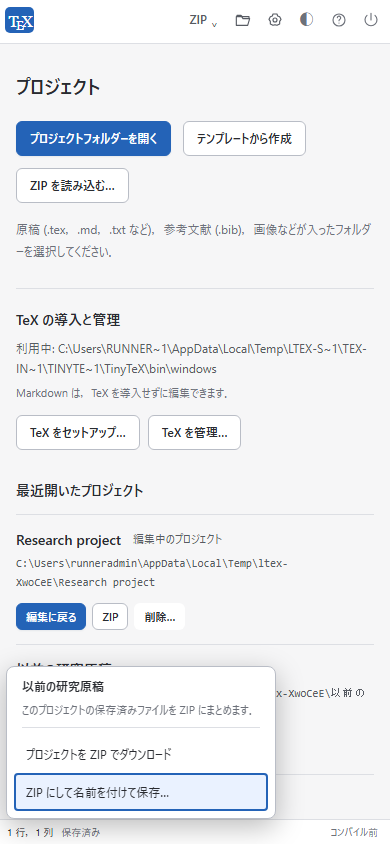 TeX
ZIP
プロジェクト
プロジェクトフォルダーを開く
テンプレートから作成
ZIP を読み込む...
原稿 (.tex, .md, .txt など)，参考文献 (.bib)，画像などが入ったフォルダ
ーを選択してください．
TeX の導入と管理
利用中: C:\Users\RUNNER~1\AppData\Local\Temp\LTEX-S~1\TEX-
IN~1\TINYTE~1\TinyTeX\bin\windows
Markdown は，TeX を導入せずに編集できます．
TeX をセットアップ...
TeX を管理...
最近開いたプロジェクト
Research project 編集中のプロジェクト
C:\Users\runneradmin\AppData\Local\Temp\ltex-
XwoCeE\Research project
編集に戻る
ZIP
削除...
以前の研究原稿
x-XwoCeE\以前の
以前の研究原稿
このプロジェクトの保存済みファイルを ZIP にまとめます．
プロジェクトを ZIP でダウンロード
ZIP にして名前を付けて保存...
1 行，1 列 保存済み
コンパイル前